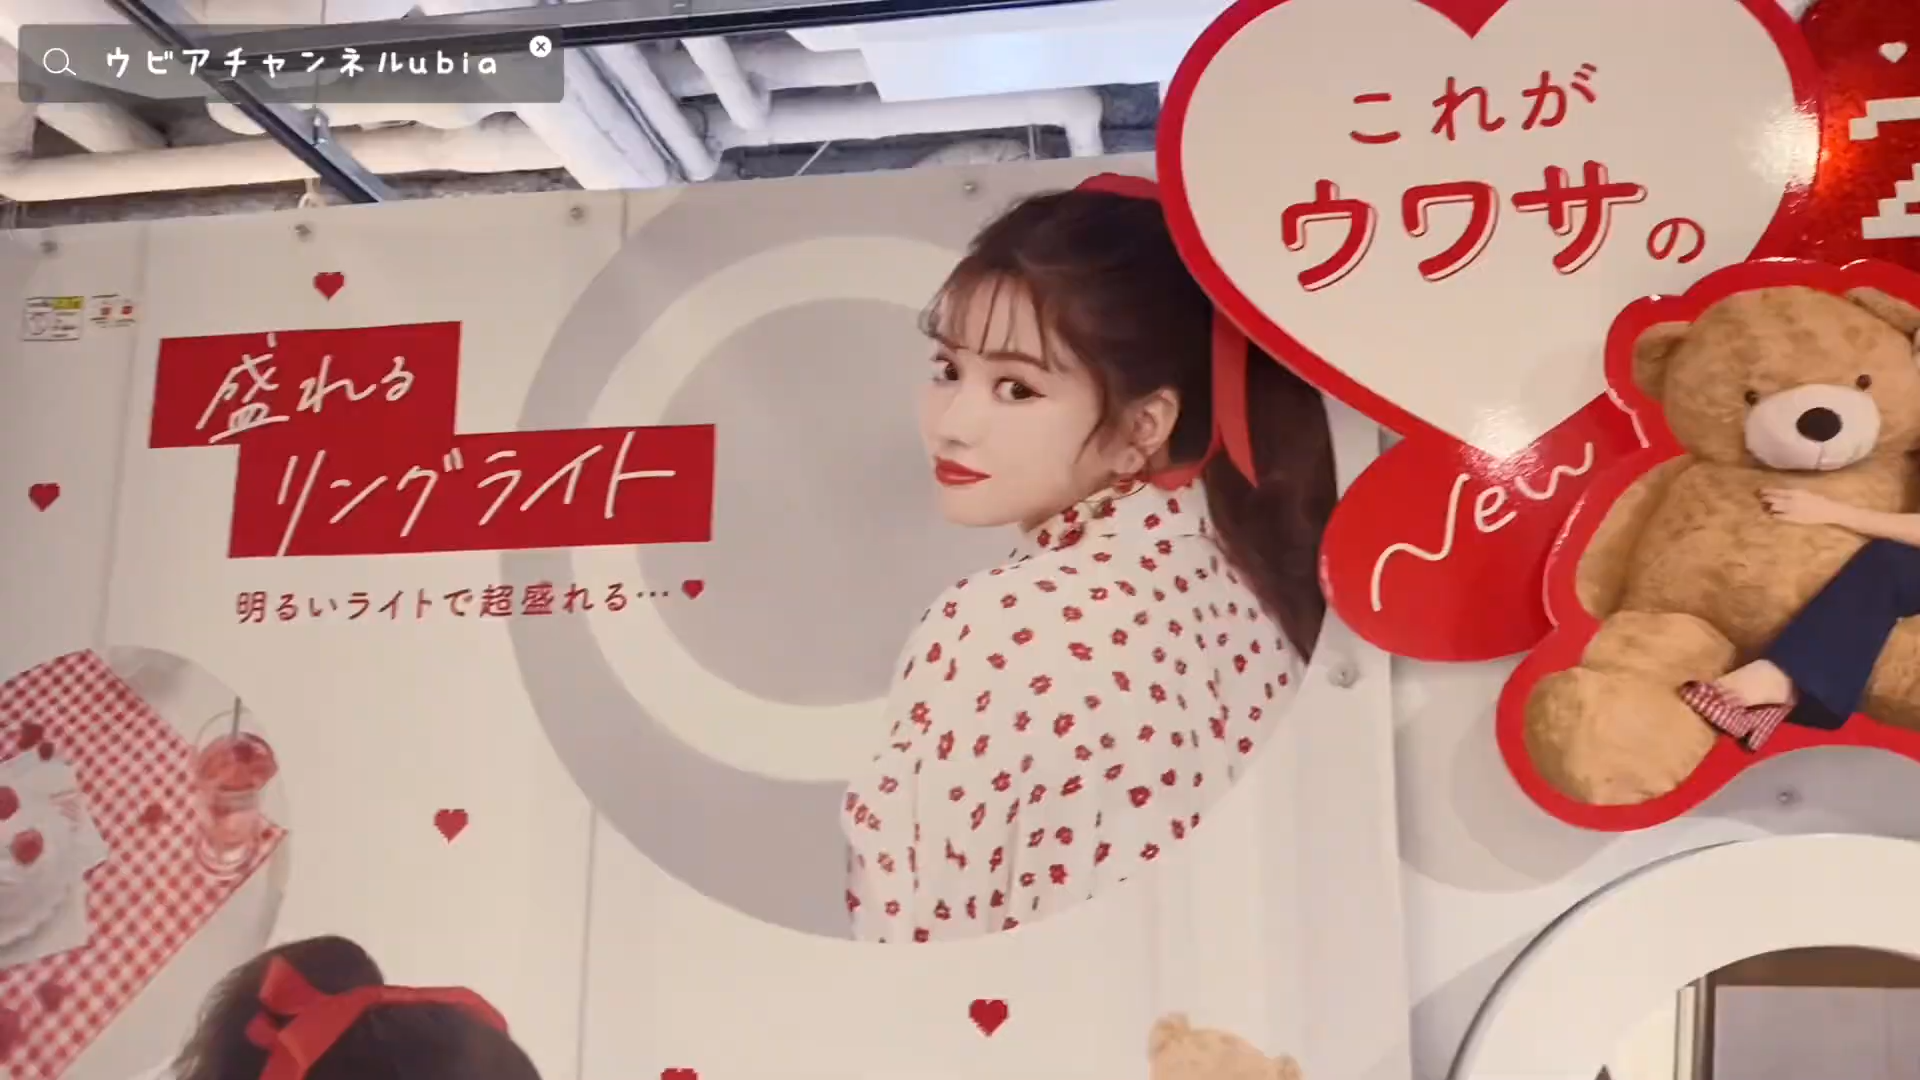 ウビアチャンネルubia
これが
ウワサの
New
盛れる
リングライト
明るいライトで超盛れる…